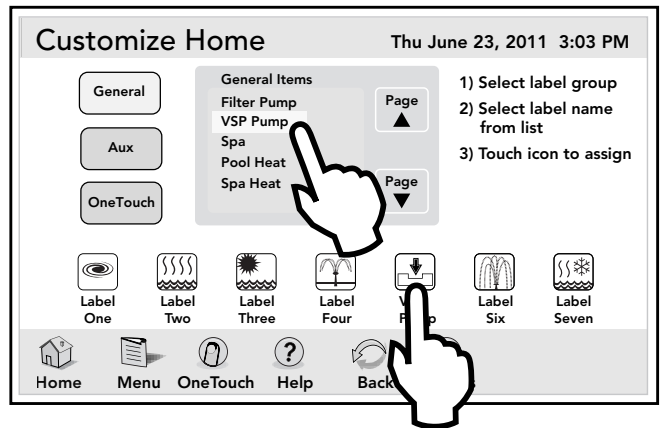 Customize Home
Thu June 23, 2011 3:03 PM
General
Aux
OneTouch
General Items
Filter Pump
VSP Pump
Spa
Pool Heat
Spa Heat
Page
Page
1) Select label group
2) Select label name
from list
3) Touch icon to assign
Label
One
Label
Two
Label
Three
Label
Four
Label
Six
Label
Seven
Home
Menu
OneTouch
Help
Back